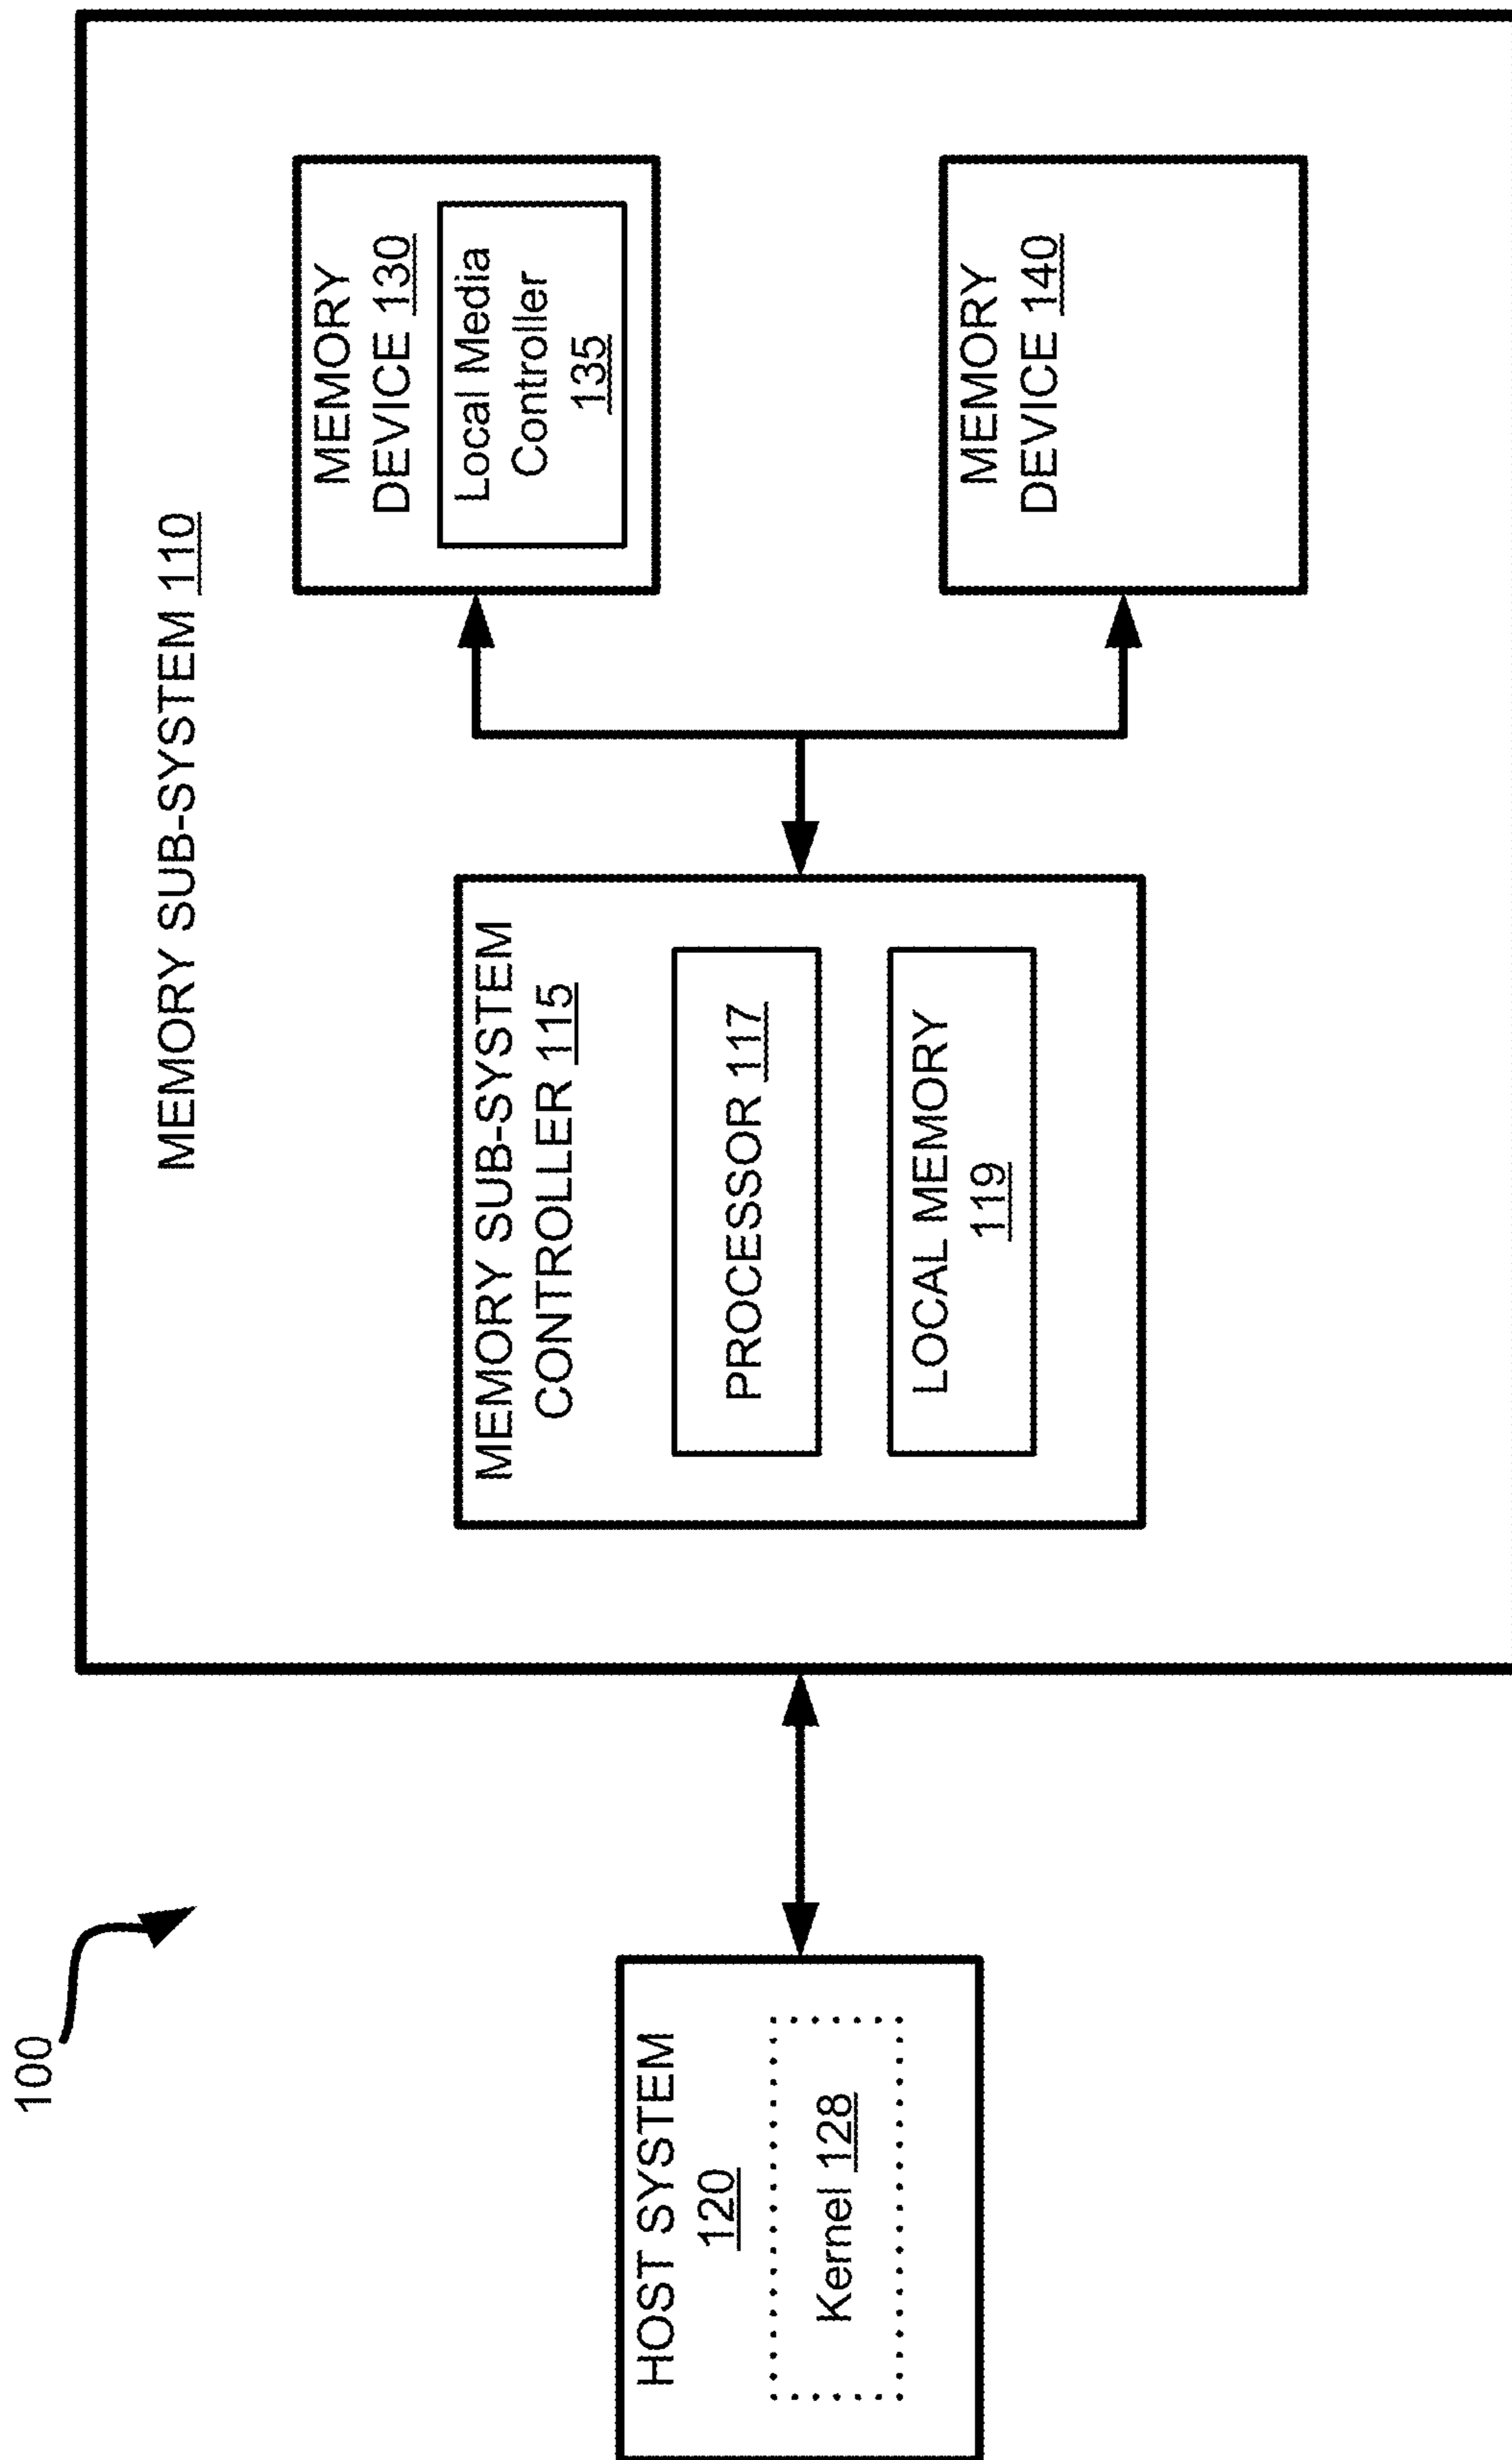 100
HOST SYSTEM
120
Kernel 128
MEMORY SUB-SYSTEM 110
MEMORY SUB-SYSTEM
CONTROLLER 115
PROCESSOR 117
LOCAL MEMORY
119
MEMORY
DEVICE 130
Local Media
Controller
135
MEMORY
DEVICE 140